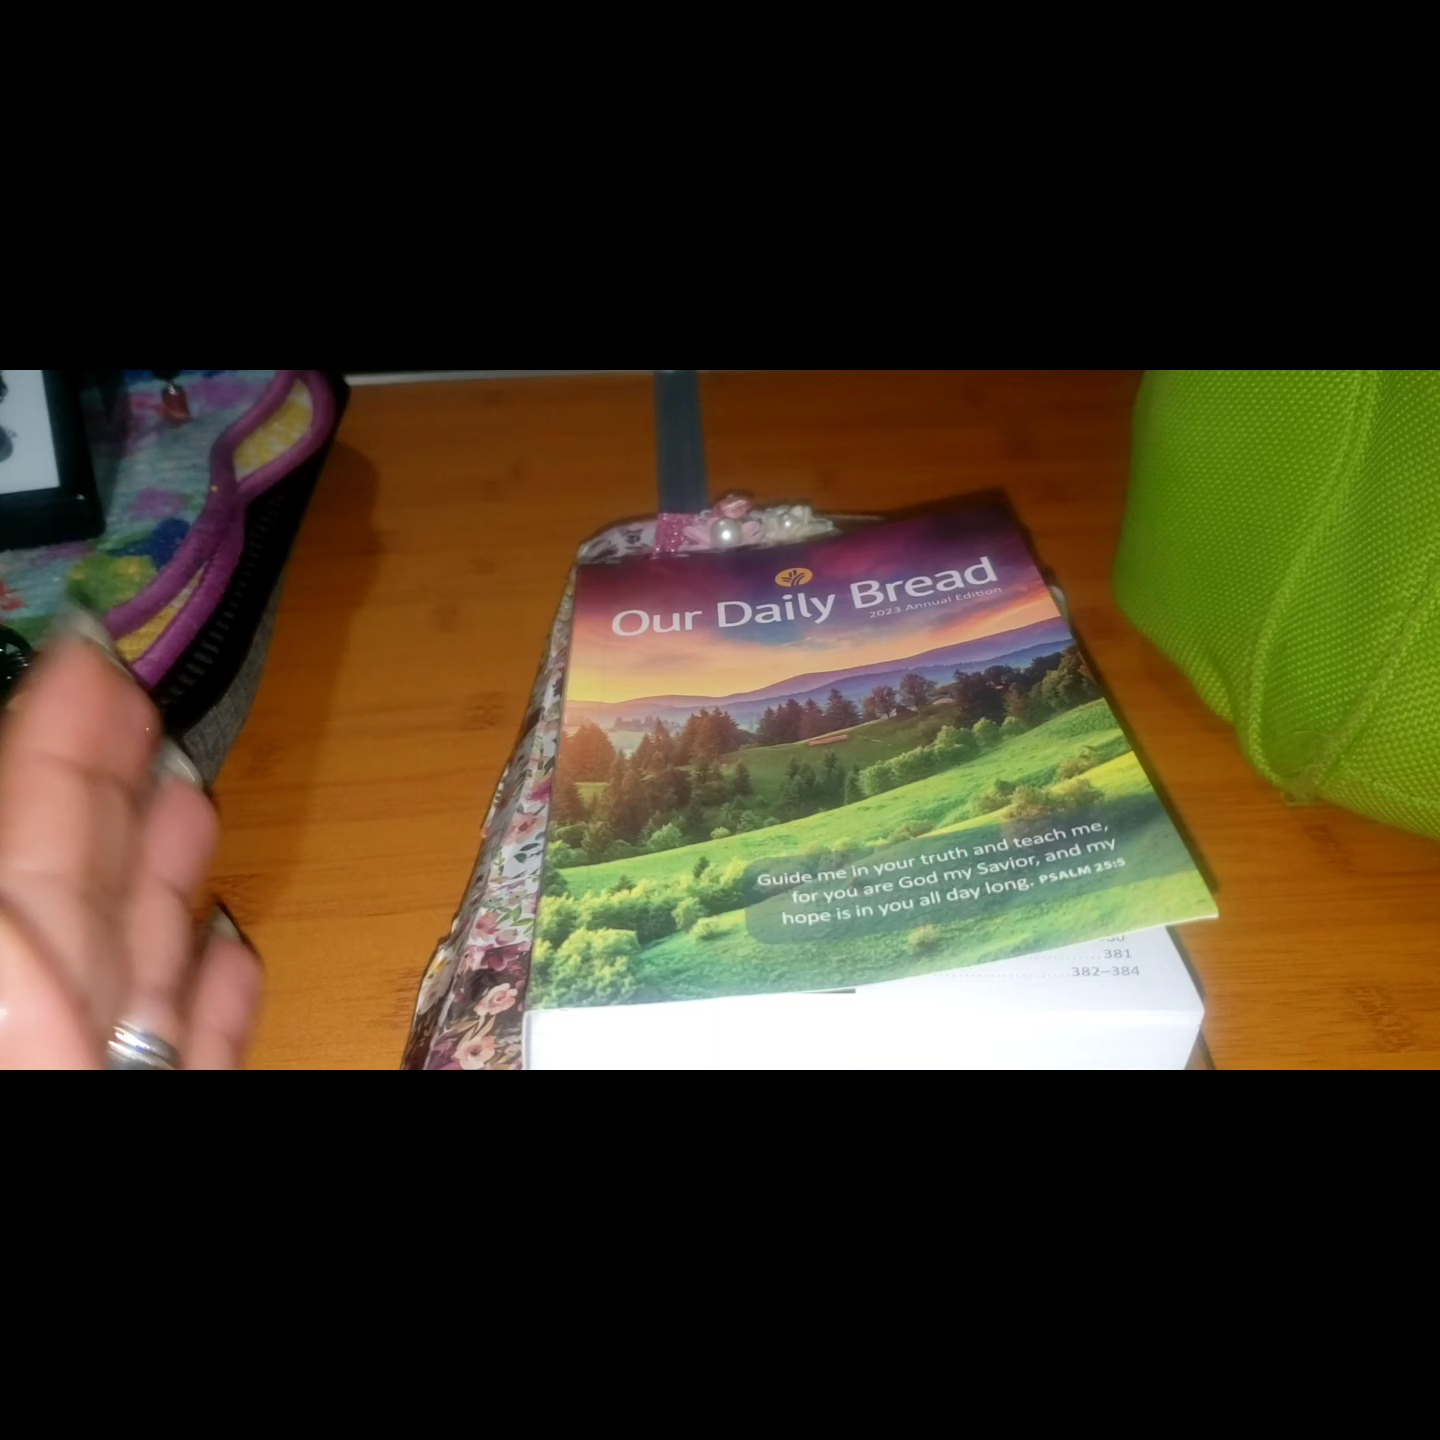 Our Daily Bread
2023 Annual Edition
Guide me in your truth and teach me,
for you are God my Savior, and my
hope is in you all day long. PSALM 25:5
381
382–384